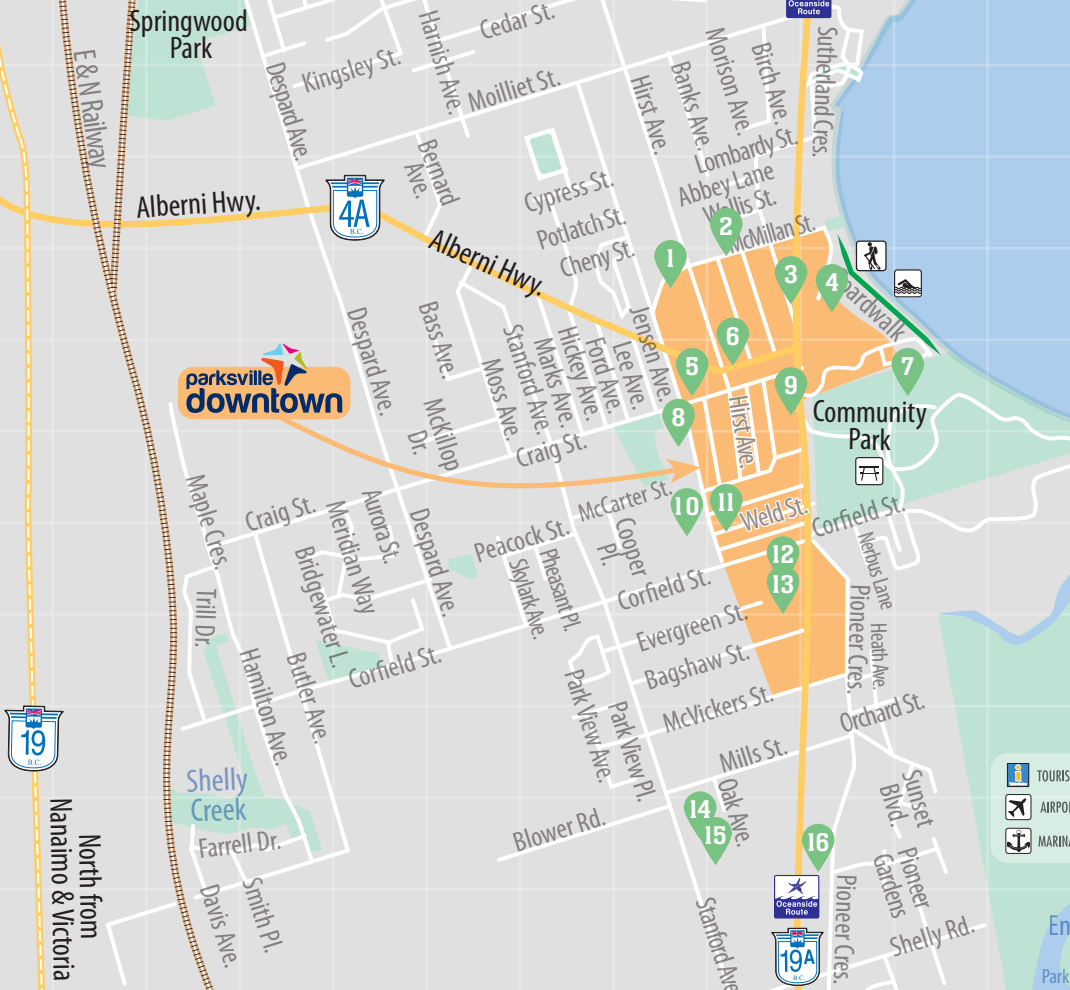 Oceanside
Route
Springwood
Park
Cedar St.
Harnish Ave.
Kingsley St.
Moilliet St.
Despard Ave.
E & N Railway
Hirst Ave.
Banks Ave.
Morison Ave.
Birch Ave.
Sutherland Cres.
Lombardy St.
Abbey Lane
Wallis St.
McMillan St.
Bernard
Ave.
Cypress St.
Potlatch St.
Cheny St.
Alberni Hwy.
4A
B.C.
Alberni Hwy.
1
2
3
4
5
6
7
8
9
10
11
12
13
14
15
16
Boardwalk
Jensen Ave.
Lee Ave.
Ford Ave.
Hickey Ave.
Marks Ave.
Stanford Ave.
Moss Ave.
Bass Ave.
Despard Ave.
McKillop
Dr.
parksville
downtown
Craig St.
Hirst Ave.
Community
Park
McCarter St.
Weld St.
Corfield St.
Maple Cres.
Craig St.
Meridian Way
Aurora St.
Bridgewater L.
Despard Ave.
Peacock St.
Cooper
Pl.
Pheasant Pl.
Skylark Ave.
Corfield St.
Nerbus Lane
Heath Ave.
Pioneer Cres.
Trill Dr.
Hamilton Ave.
Butler Ave.
Corfield St.
Evergreen St.
Bagshaw St.
McVickers St.
Park View Ave.
Park View Pl.
Orchard St.
Mills St.
Oak Ave.
19
B.C.
Shelly
Creek
Farrell Dr.
Blower Rd.
Sunset
Blvd.
TOURIS
AIRPO
MARINA
North from
Nanaimo & Victoria
Davis Ave.
Smith Pl.
Stanford Ave.
Oceanside
Route
19A
B.C.
Pioneer Cres.
Pioneer
Gardens
Shelly Rd.
En
Park